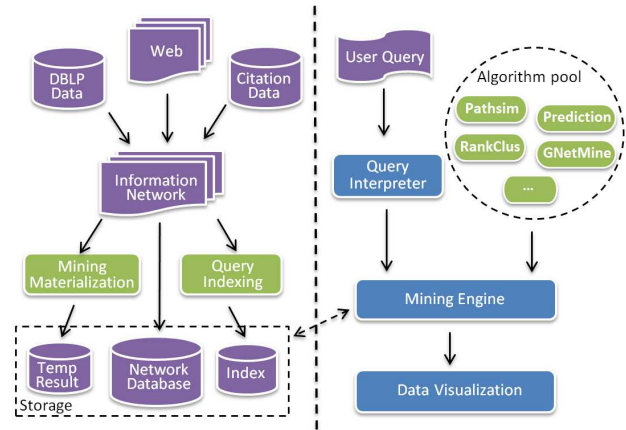 DBLP
Data
Web
Citation
Data
Information
Network
Mining
Materialization
Query
Indexing
Temp
Result
Network
Database
Index
Storage
User Query
Algorithm pool
Pathsim
Prediction
RankClus
GNetMine
...
Query
Interpreter
Mining Engine
Data Visualization